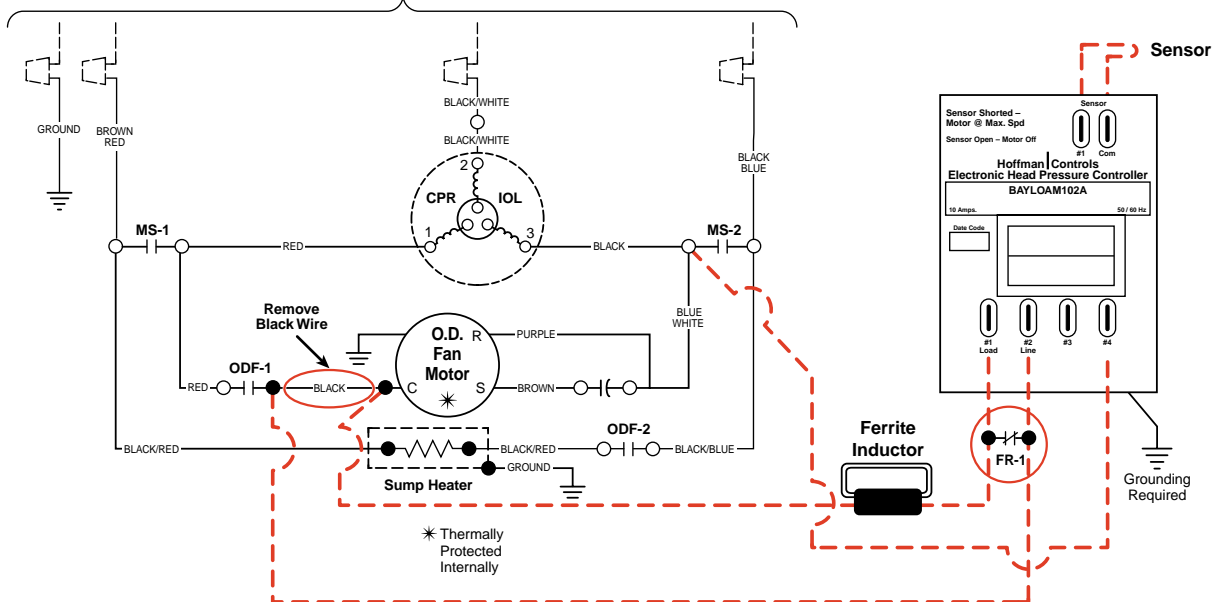 Sensor
Sensor
Sensor Shorted –
Motor @ Max. Spd
Sensor Open – Motor Off
#1
Com
Hoffman Controls
Electronic Head Pressure Controller
BAYLOAM102A
10 Amps.
50 / 60 Hz
Date Code
#1
Load
#2
Line
#3
#4
GROUND
BROWN
RED
BLACK/WHITE
BLACK/WHITE
BLACK
BLUE
2
CPR
IOL
1
3
MS-1
RED
BLACK
MS-2
Remove
Black Wire
BLUE
WHITE
O.D.
Fan
Motor
R
PURPLE
C
S
BROWN
RED
ODF-1
BLACK
BLACK/RED
BLACK/RED
ODF-2
BLACK/BLUE
GROUND
Sump Heater
Ferrite
Inductor
FR-1
Grounding
Required
Thermally
Protected
Internally